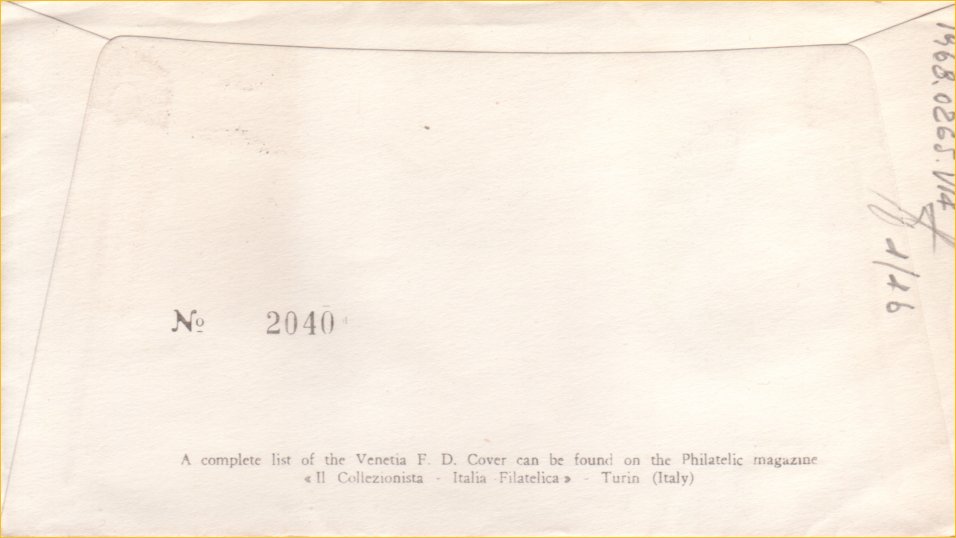 № 2040
A complete list of the Venetia F. D. Cover can be found on the Philatelic magazine
« Il Collezionista - Italia Filatelica » - Turin (Italy)
1968.0265.V14